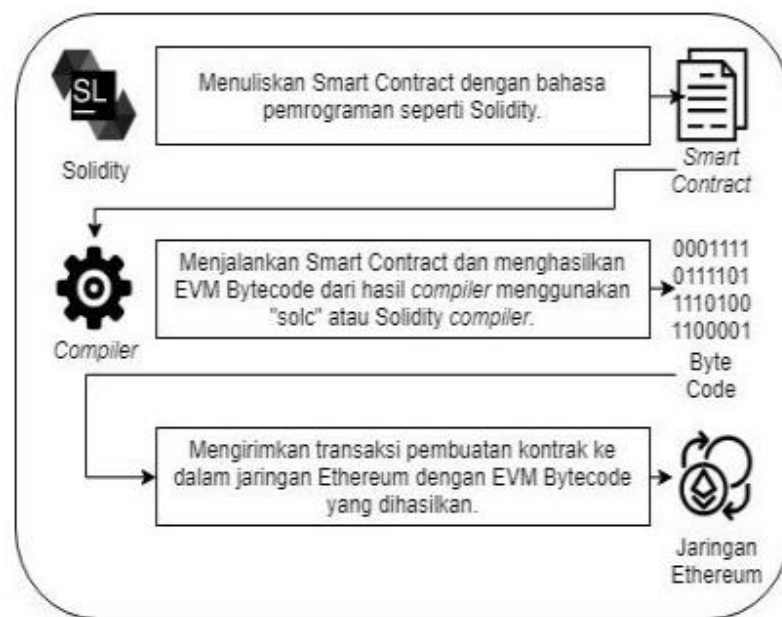 SL
Menuliskan Smart Contract dengan bahasa
pemrograman seperti Solidity.
Solidity
Smart
Contract
Menjalankan Smart Contract dan menghasilkan
EVM Bytecode dari hasil compiler menggunakan
"solc" atau Solidity compiler.
Compiler
0001111
0111101
1110100
1100001
Byte
Code
Mengirimkan transaksi pembuatan kontrak ke
dalam jaringan Ethereum dengan EVM Bytecode
yang dihasilkan.
Jaringan
Ethereum